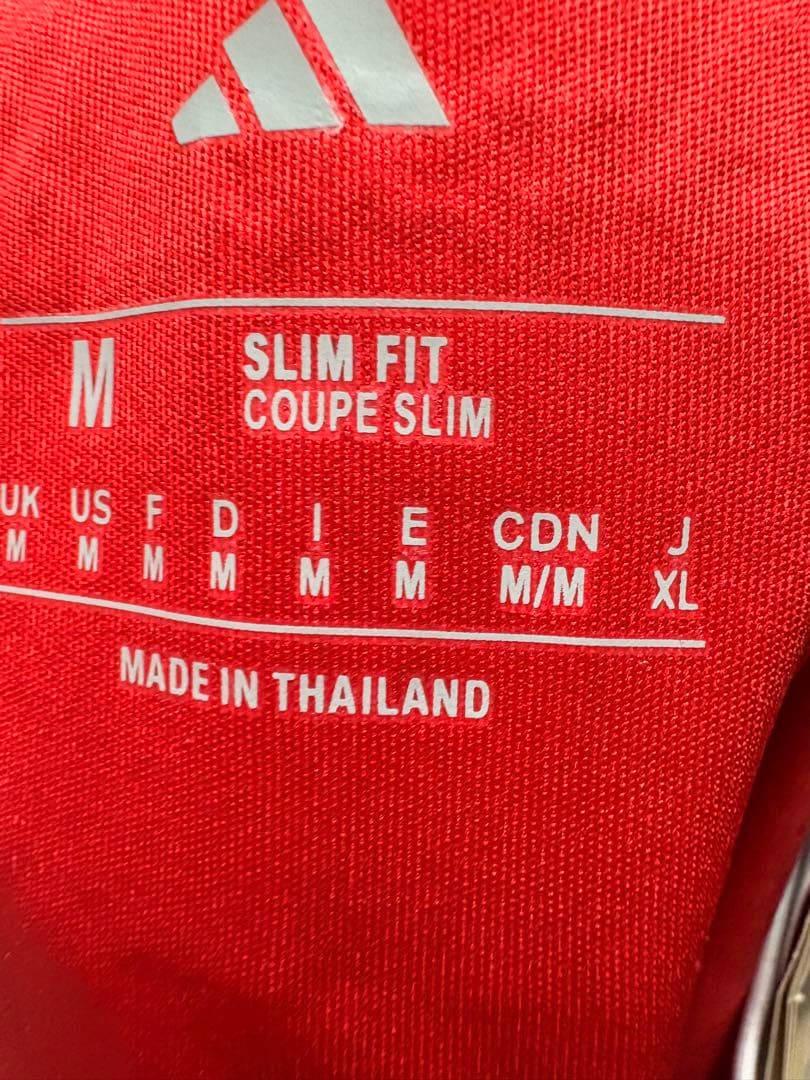 M SLIM FIT
COUPE SLIM
UK US F D I E CDN J
M M M M M M M/M XL
MADE IN THAILAND